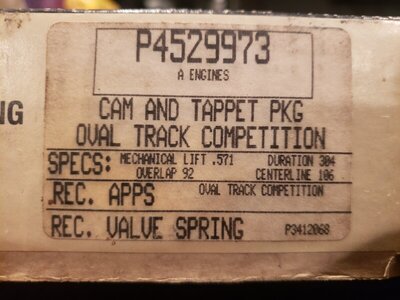 P4529973
A ENGINES
NG
CAM AND TAPPET PKG
OVAL TRACK COMPETITION
SPECS: MECHANICAL LIFT .571 DURATION 304
OVERLAP 92 CENTERLINE 106
REC. APPS OVAL TRACK COMPETITION
REC. VALVE SPRING P3412068